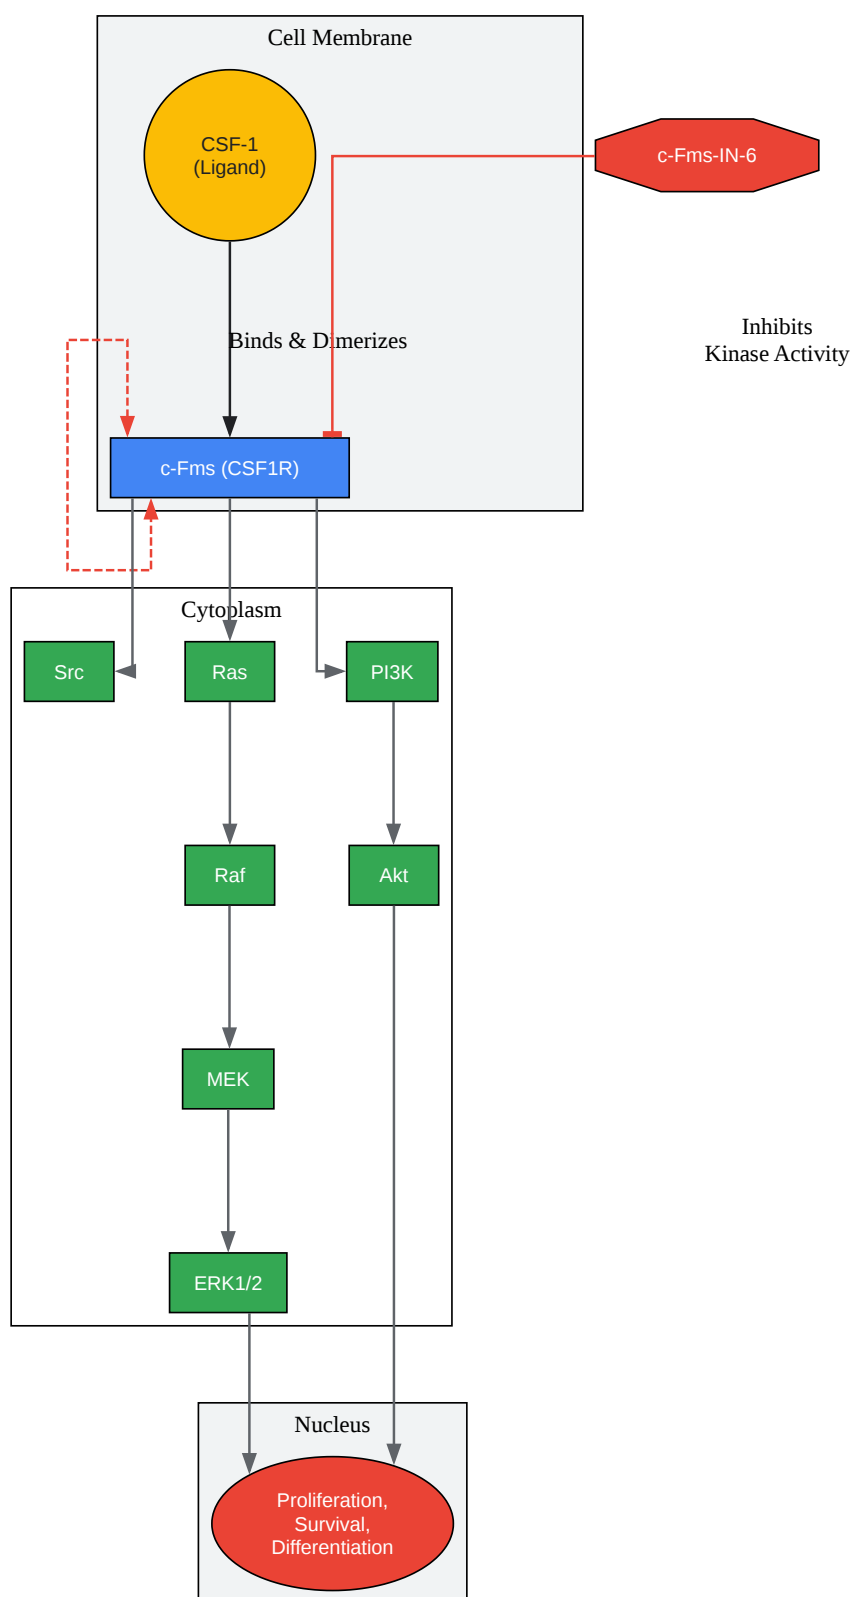 Cell Membrane
CSF-1
(Ligand)
c-Fms-IN-6
Binds & Dimerizes
Inhibits
Kinase Activity
c-Fms (CSF1R)
Cytoplasm
Src
Ras
PI3K
Raf
Akt
MEK
ERK1/2
Nucleus
Proliferation,
Survival,
Differentiation